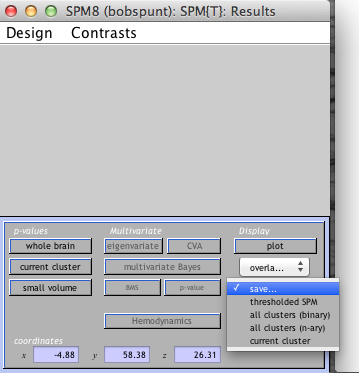 SPM8 (bobspunt): SPM{T}: Results
Design Contrasts
p-values Multivariate Display
whole brain eigenvariate CVA plot
current cluster multivariate Bayes overla...
small volume BMS p-value ✓ save...
thresholded SPM
all clusters (binary)
Hemodynamics all clusters (n-ary)
current cluster
coordinates
x -4.88 y 58.38 z 26.31